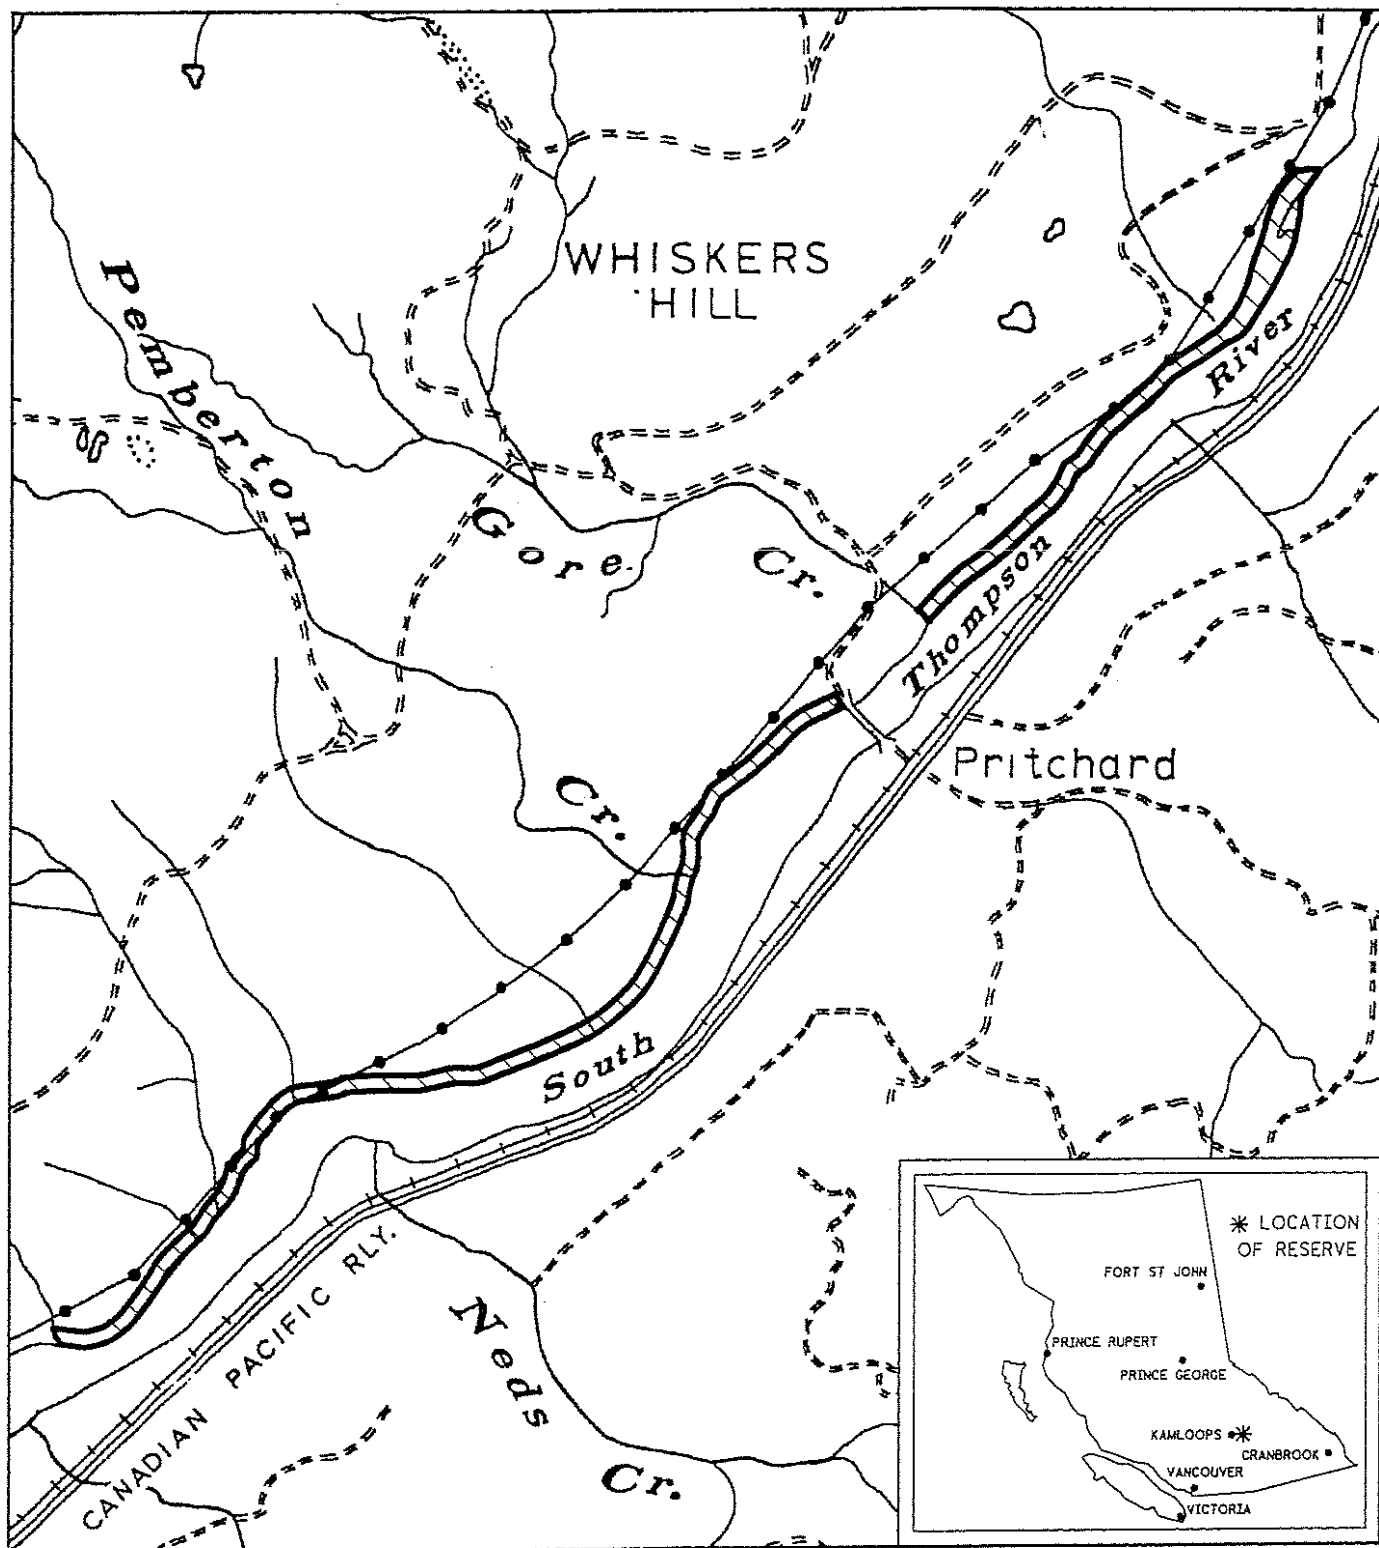 WHISKERS
HILL
Pemberton
Cr.
Gore
Cr.
South
Thompson
River
Pritchard
CANADIAN PACIFIC RLY.
Neds
Cr.
LOCATION
OF RESERVE
FORT ST JOHN
PRINCE RUPERT
PRINCE GEORGE
KAMLOOPS
CRANBROOK
VANCOUVER
VICTORIA